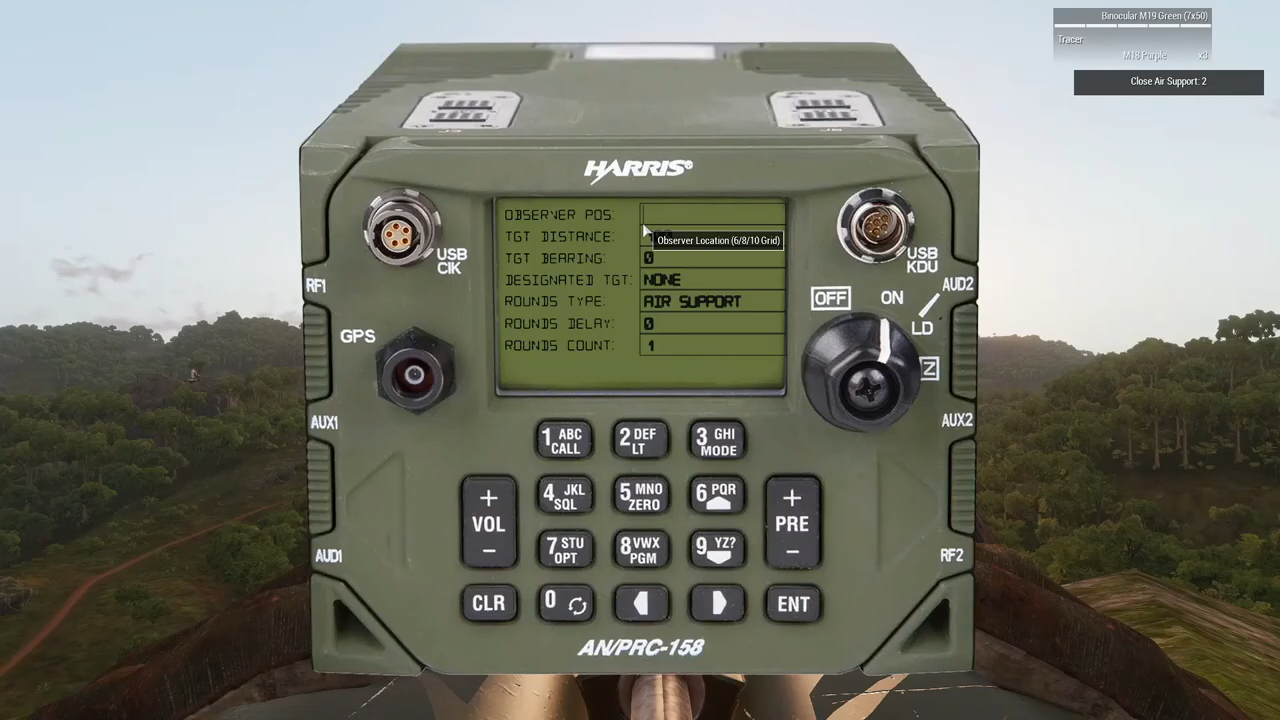 Binocular M19 Green (7x50)
Tracer
M18 Purple x3
Close Air Support: 2
HARRIS®
USB
CIK
RF1
GPS
AUX1
AUD1
OBSERVER POS:
Observer Location (6/8/10 Grid)
TGT DISTANCE:
TGT BEARING: 0
DESIGNATED TGT: NONE
ROUNDS TYPE: AIR SUPPORT
ROUNDS DELAY: 0
ROUNDS COUNT: 1
USB
KDU
AUD2
OFF ON
LD
Z
AUX2
RF2
1 ABC CALL 2 DEF LT 3 GHI MODE
4 JKL SQL 5 MNO ZERO 6 PQR
+ VOL −
+ PRE −
7 STU OPT 8 VWX PGM 9 YZ?
CLR 0 ENT
AN/PRC-158